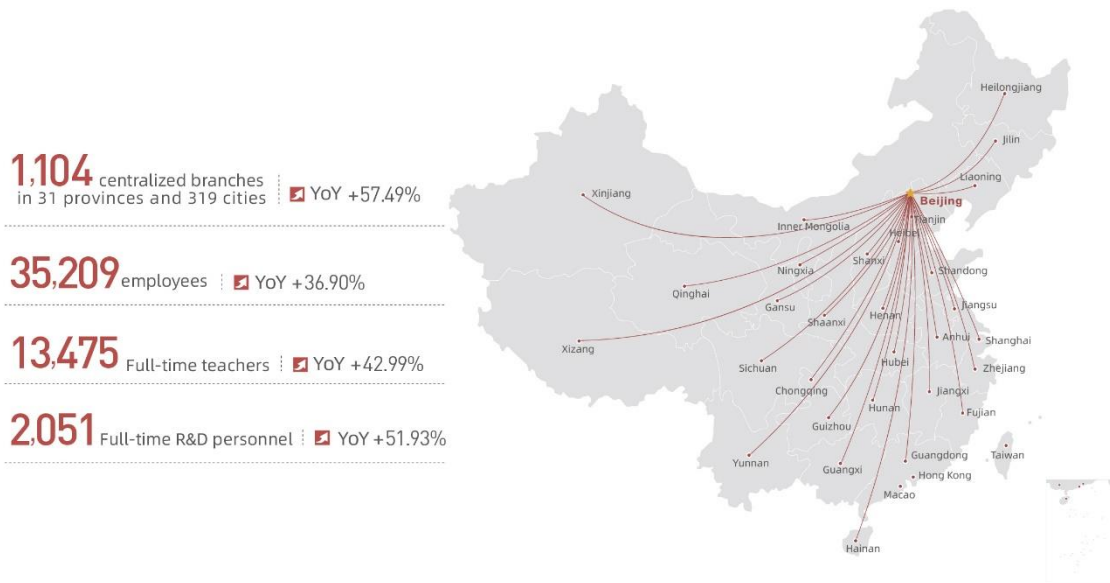 1,104 centralized branches
in 31 provinces and 319 cities
YoY +57.49%
35,209 employees
YoY +36.90%
13,475 Full-time teachers
YoY +42.99%
2,051 Full-time R&D personnel
YoY +51.93%
Heilongjiang
Jilin
Liaoning
Xinjiang
Beijing
Tianjin
Inner Mongolia
Hebei
Shanxi
Ningxia
Shandong
Qinghai
Gansu
Jiangsu
Shaanxi
Henan
Anhui
Shanghai
Xizang
Hubei
Sichuan
Zhejiang
Chongqing
Jiangxi
Hunan
Fujian
Guizhou
Guangdong
Taiwan
Yunnan
Guangxi
Hong Kong
Macao
Hainan